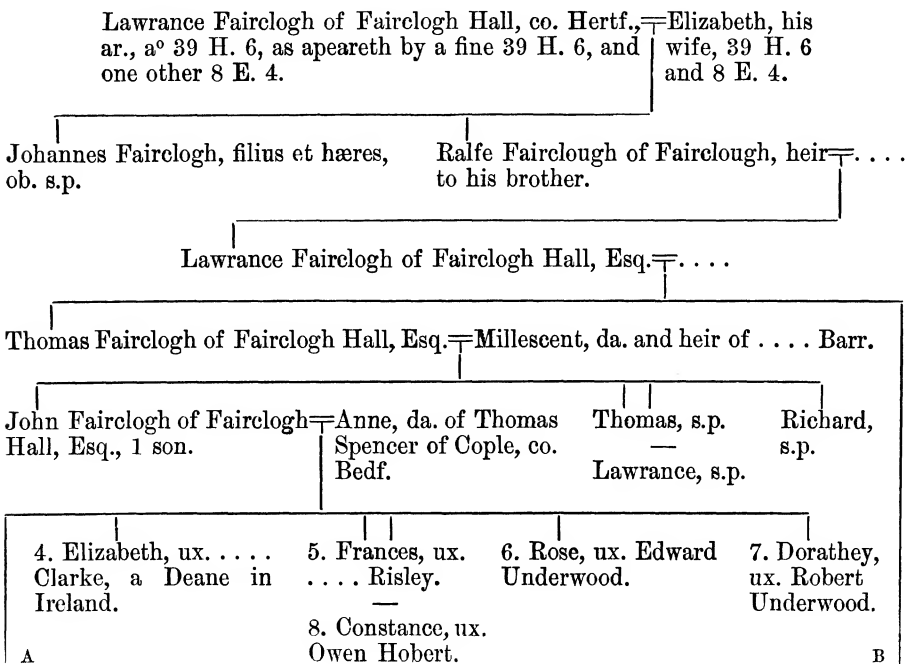 Lawrance Fairclogh of Fairclogh Hall, co. Hertf.,
ar., aº 39 H. 6, as apeareth by a fine 39 H. 6, and
one other 8 E. 4.
Elizabeth, his
wife, 39 H. 6
and 8 E. 4.
Johannes Fairclogh, filius et hæres,
ob. s.p.
Ralfe Fairclough of Fairclough, heir
to his brother.
. . . .
Lawrance Fairclogh of Fairclogh Hall, Esq.
. . . .
Thomas Fairclogh of Fairclogh Hall, Esq.
Millescent, da. and heir of . . . . Barr.
John Fairclogh of Fairclogh
Hall, Esq., 1 son.
Anne, da. of Thomas
Spencer of Cople, co.
Bedf.
Thomas, s.p.
—
Lawrance, s.p.
Richard,
s.p.
4. Elizabeth, ux. . . . .
Clarke, a Deane in
Ireland.
5. Frances, ux.
. . . . Risley.
—
8. Constance, ux.
Owen Hobert.
6. Rose, ux. Edward
Underwood.
7. Dorathey,
ux. Robert
Underwood.
A
B